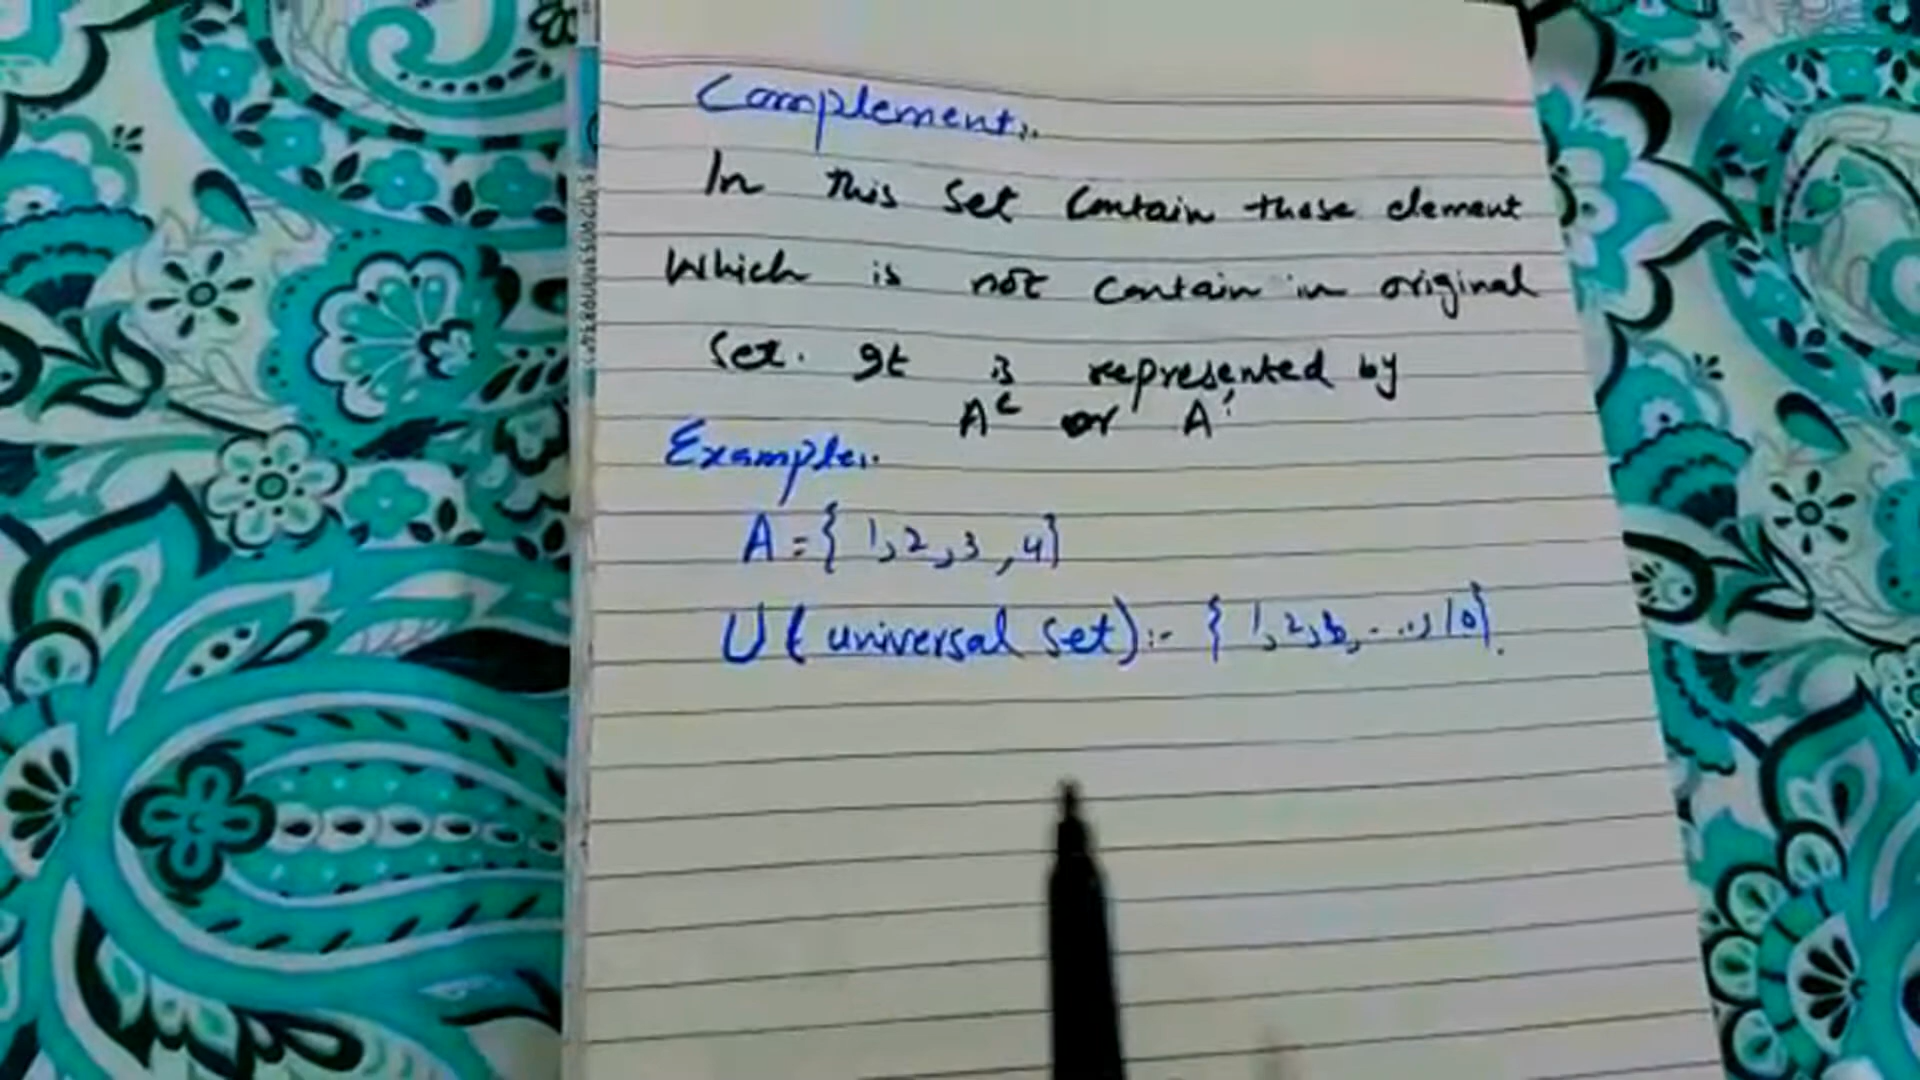 Complement:-
In this Set Contain those element
Which is not contain in original
Set. It is represented by
A^c or A'
Example:-
A = { 1, 2, 3, 4}
U ( universal set) :- { 1, 2, 3, ..., 10}.